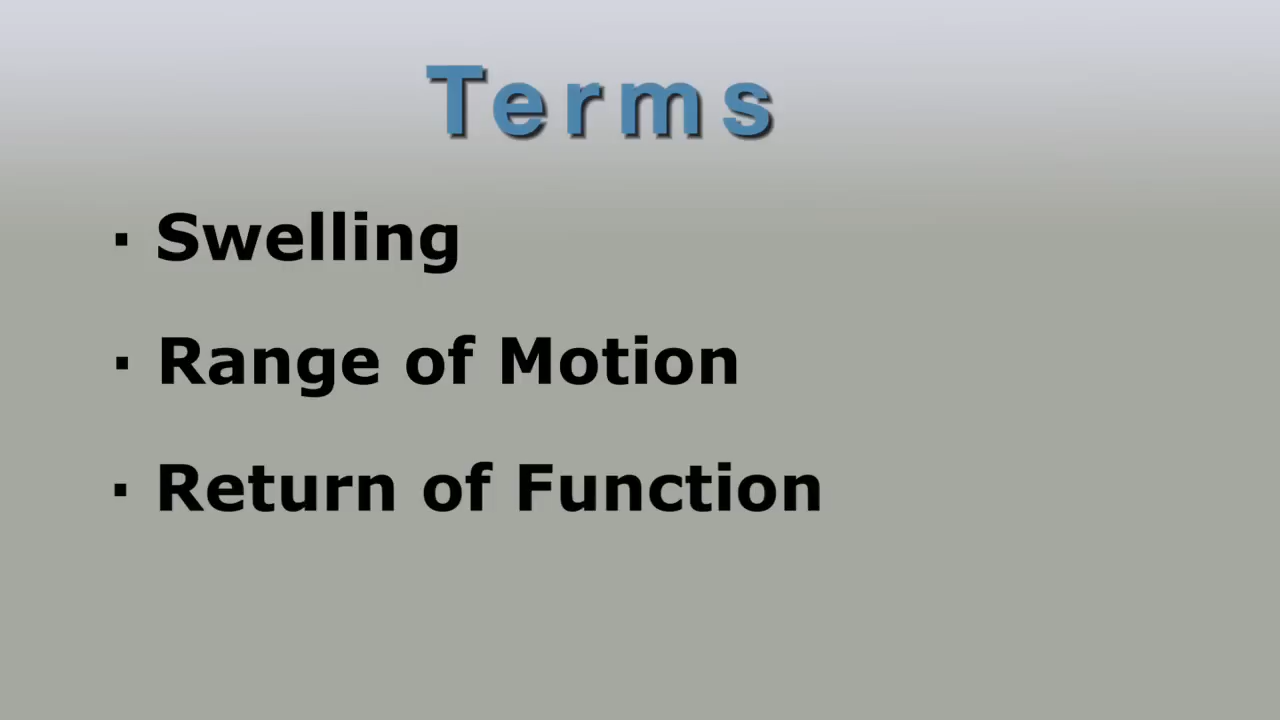 Terms
· Swelling
· Range of Motion
· Return of Function